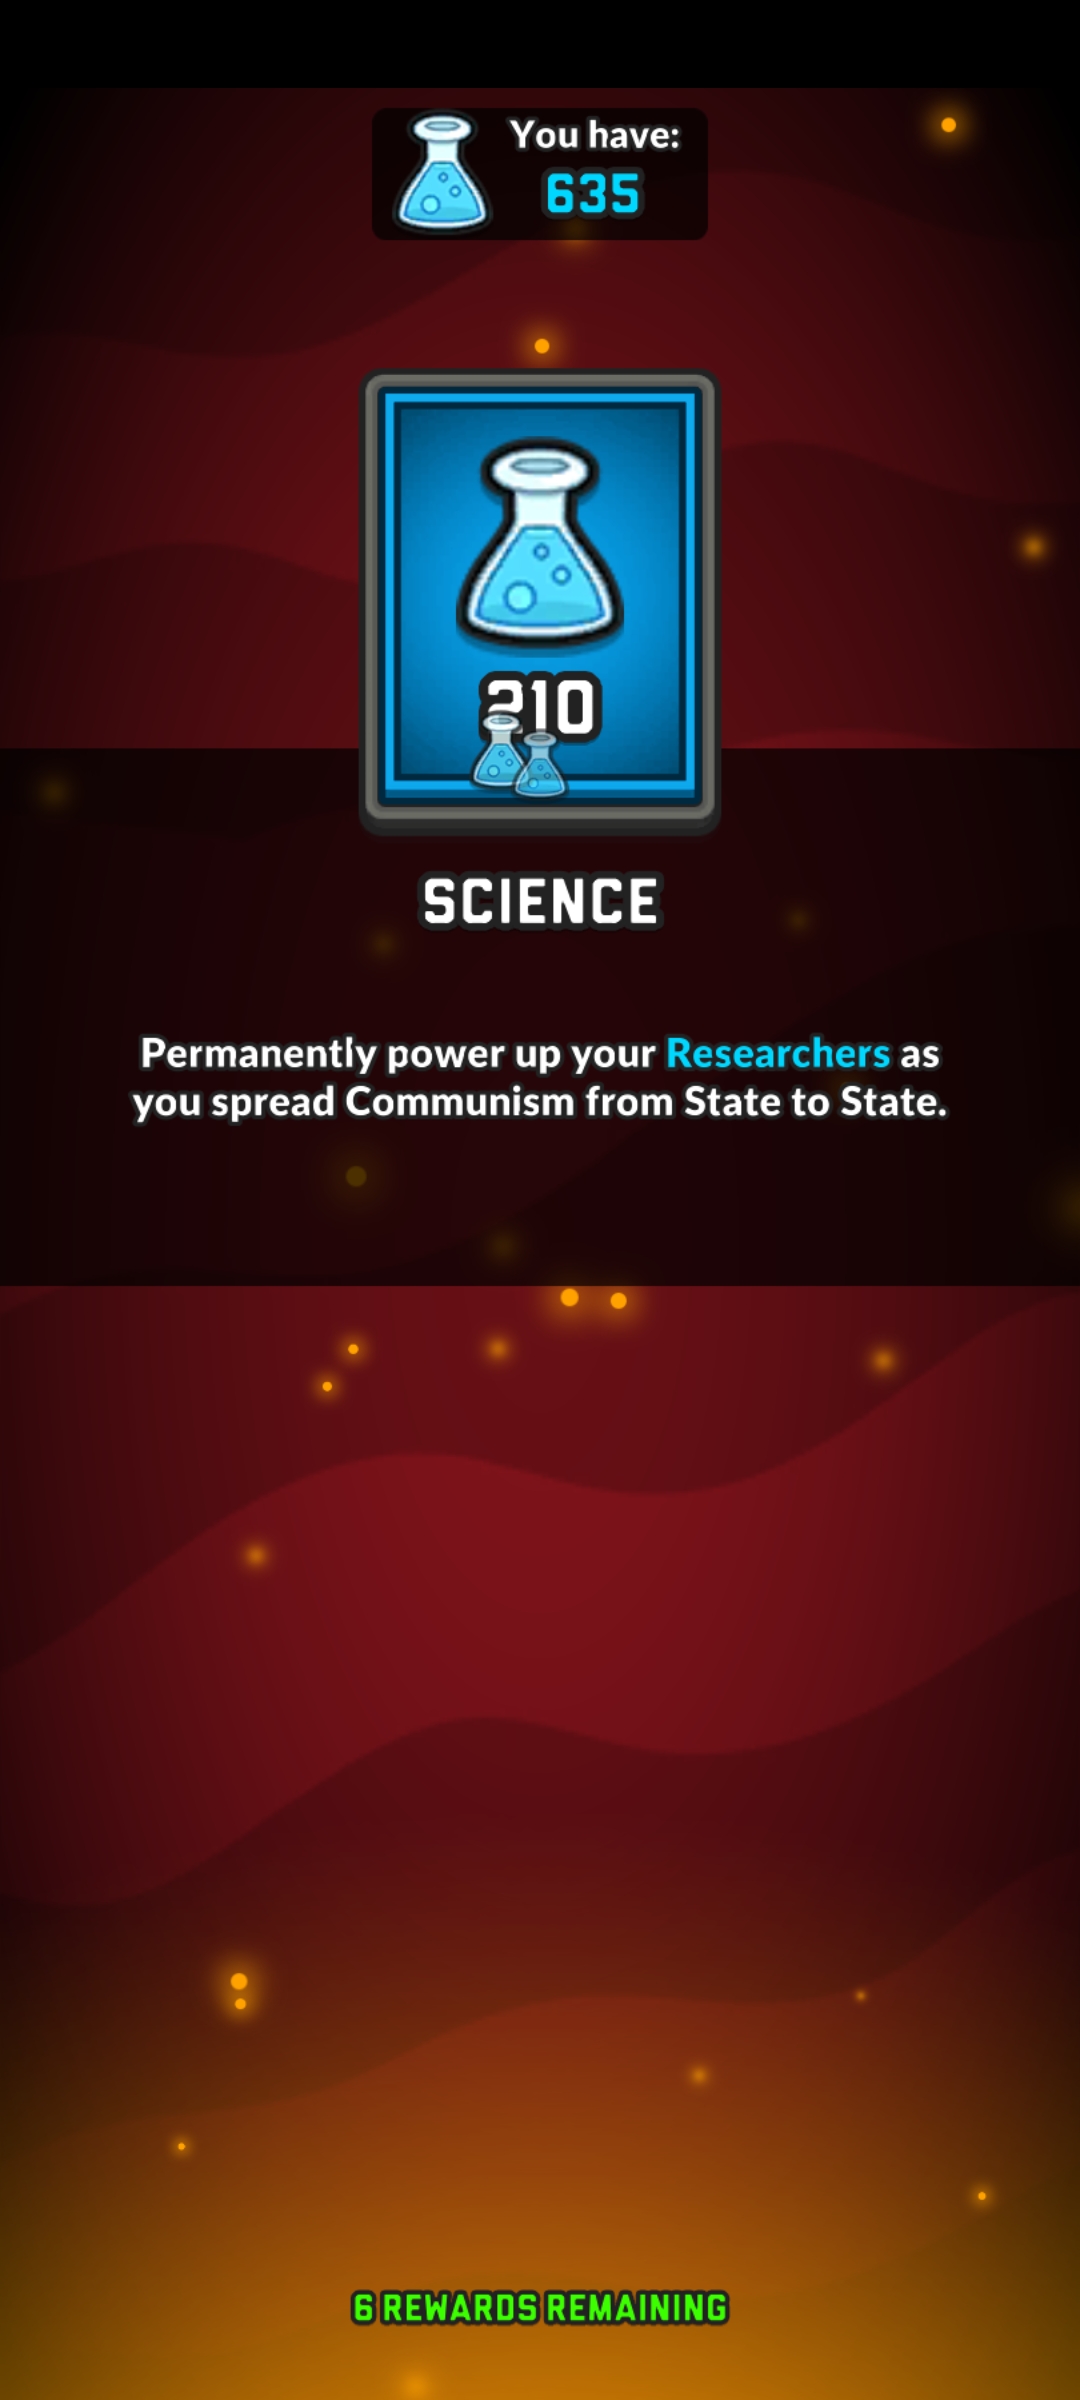 You have:
635
210
SCIENCE
Permanently power up your Researchers as
you spread Communism from State to State.
6 REWARDS REMAINING